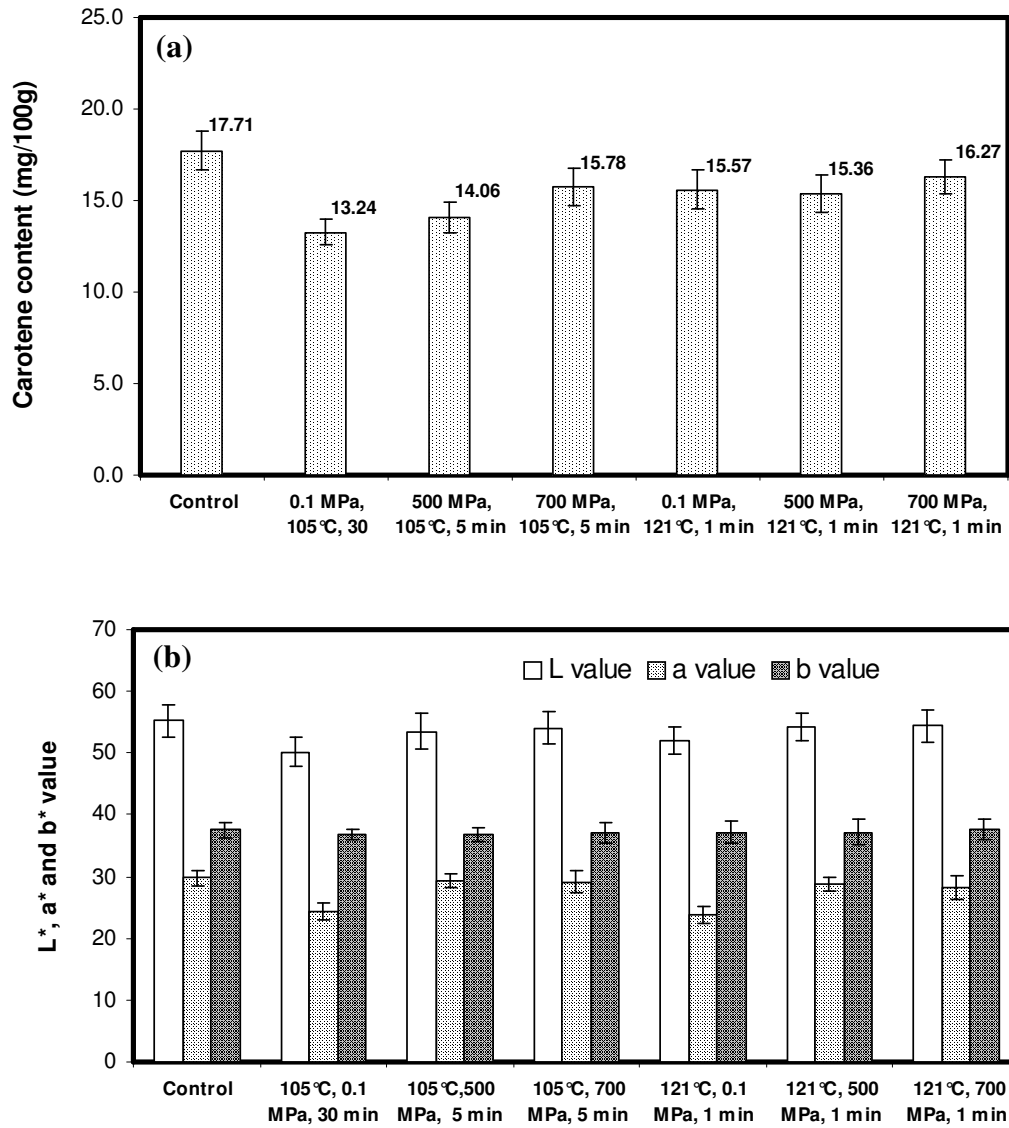 (a)
Carotene content (mg/100g)
25.0
20.0
15.0
10.0
5.0
0.0
17.71
13.24
14.06
15.78
15.57
15.36
16.27
Control
0.1 MPa,
105°C, 30
500 MPa,
105°C, 5 min
700 MPa,
105°C, 5 min
0.1 MPa,
121°C, 1 min
500 MPa,
121°C, 1 min
700 MPa,
121°C, 1 min
(b)
L value
a value
b value
L*, a* and b* value
70
60
50
40
30
20
10
0
Control
105°C, 0.1
MPa, 30 min
105°C,500
MPa, 5 min
105°C, 700
MPa, 5 min
121°C, 0.1
MPa, 1 min
121°C, 500
MPa, 1 min
121°C, 700
MPa, 1 min